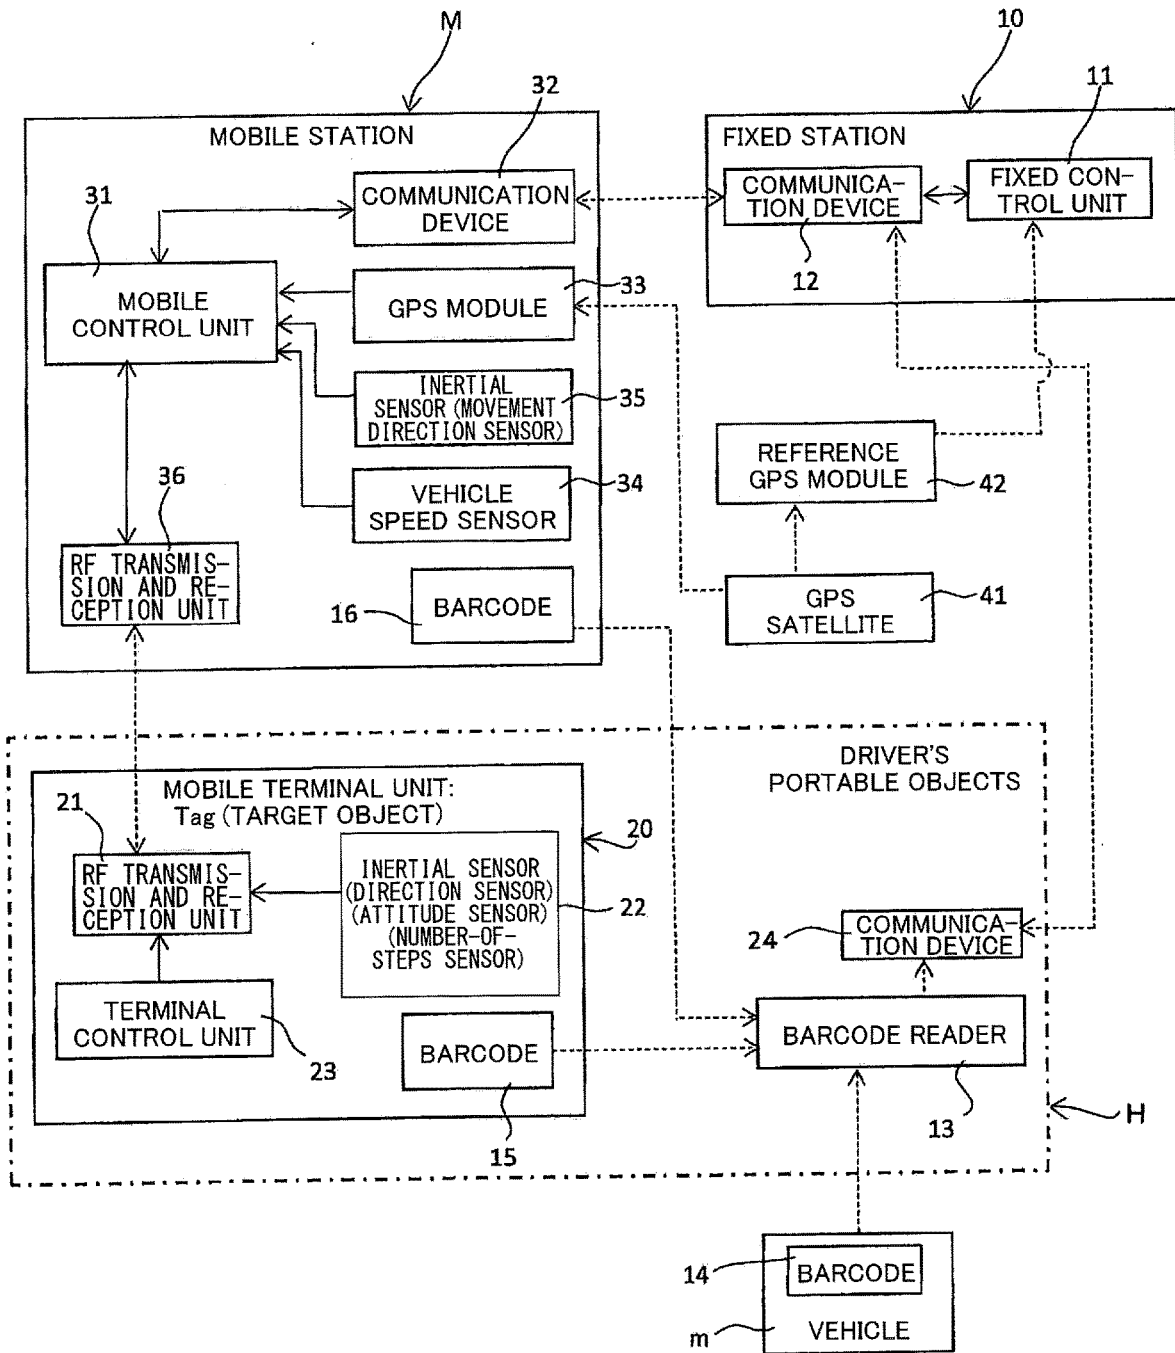 M
10
32
11
MOBILE STATION
FIXED STATION
31
COMMUNICATION
DEVICE
COMMUNICA-
TION DEVICE
FIXED CON-
TROL UNIT
12
MOBILE
CONTROL UNIT
GPS MODULE
33
INERTIAL
SENSOR (MOVEMENT
DIRECTION SENSOR)
35
REFERENCE
GPS MODULE
42
36
VEHICLE
SPEED SENSOR
34
RF TRANSMIS-
SION AND RE-
CEPTION UNIT
16
BARCODE
GPS
SATELLITE
41
DRIVER'S
PORTABLE OBJECTS
MOBILE TERMINAL UNIT:
Tag (TARGET OBJECT)
21
20
RF TRANSMIS-
SION AND RE-
CEPTION UNIT
INERTIAL SENSOR
(DIRECTION SENSOR)
(ATTITUDE SENSOR)
(NUMBER-OF-
STEPS SENSOR)
22
24
COMMUNICA-
TION DEVICE
TERMINAL
CONTROL UNIT
23
BARCODE
15
BARCODE READER
13
H
14
BARCODE
m
VEHICLE